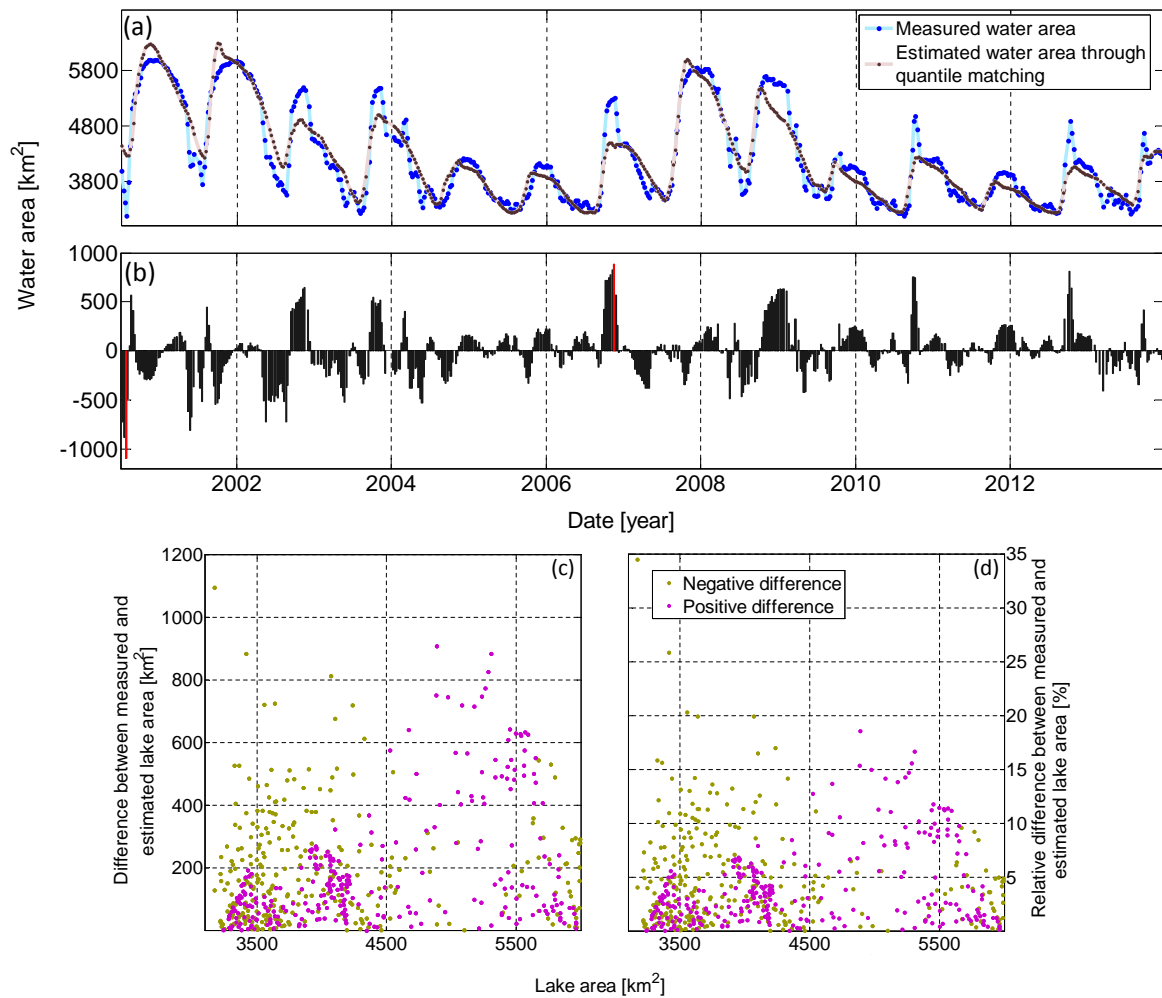 (a)
Measured water area
Estimated water area through
quantile matching
5800
4800
3800
Water area [km²]
(b)
1000
500
0
-500
-1000
2002
2004
2006
2008
2010
2012
Date [year]
(c)
1200
1000
800
600
400
200
3500
4500
5500
Difference between measured and
estimated lake area [km²]
(d)
Negative difference
Positive difference
35
30
25
20
15
10
5
3500
4500
5500
Relative difference between measured and
estimated lake area [%]
Lake area [km²]